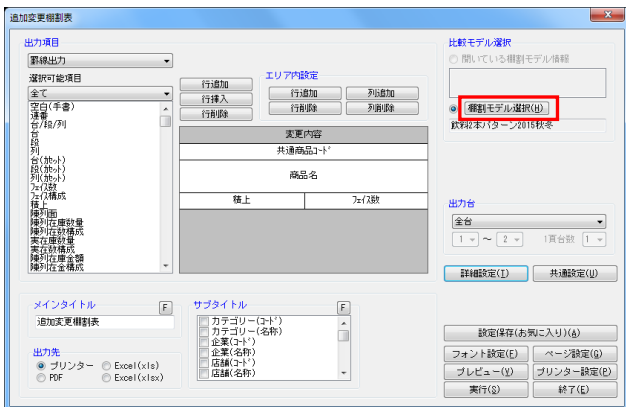 追加変更棚割表
出力項目
罫線出力
選択可能項目
全て
空白(手書)
連番
台/段/列
台
段
列
台(ｶｾｯﾄ)
段(ｶｾｯﾄ)
列(ｶｾｯﾄ)
ﾌｪｲｽ数
ﾌｪｲｽ構成
積上
陳列面
陳列在庫数量
陳列在数構成
実在庫数量
実在数構成
陳列在庫金額
陳列在金構成
行追加
行挿入
行削除
エリア内設定
行追加 列追加
行削除 列削除
変更内容
共通商品ｺｰﾄﾞ
商品名
積上 ﾌｪｲｽ数
比較モデル選択
開いている棚割モデル情報
棚割モデル選択(H)
飲料2本パターン2015秋冬
出力台
全台
1 ～ 2 1頁台数 1
詳細設定(I) 共通設定(U)
メインタイトル F
追加変更棚割表
出力先
プリンター Excel(xls)
PDF Excel(xlsx)
サブタイトル F
カテゴリー(ｺｰﾄﾞ)
カテゴリー(名称)
企業(ｺｰﾄﾞ)
企業(名称)
店舗(ｺｰﾄﾞ)
店舗(名称)
設定保存(お気に入り)(A)
フォント設定(F) ページ設定(G)
プレビュー(V) プリンター設定(P)
実行(S) 終了(E)